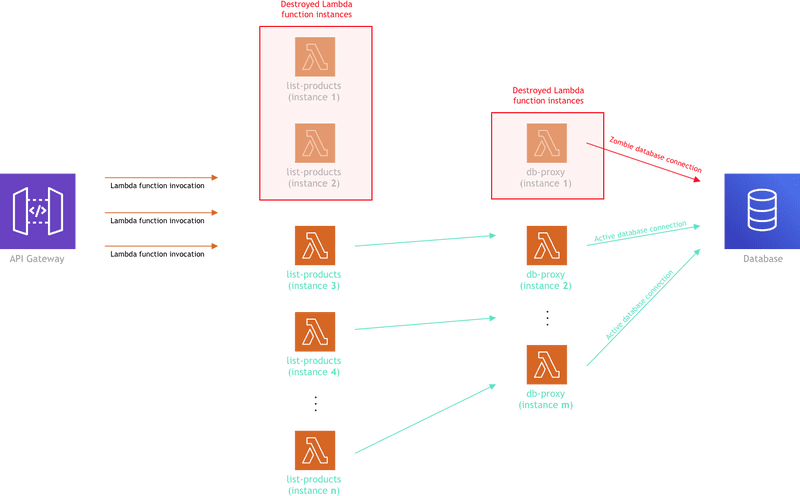 Destroyed Lambda
function instances
list-products
(instance 1)
list-products
(instance 2)
Destroyed Lambda
function instances
db-proxy
(instance 1)
Zombie database connection
Lambda function invocation
Lambda function invocation
Lambda function invocation
API Gateway
list-products
(instance 3)
db-proxy
(instance 2)
Active database connection
Database
list-products
(instance 4)
⋮
⋮
db-proxy
(instance m)
Active database connection
list-products
(instance n)